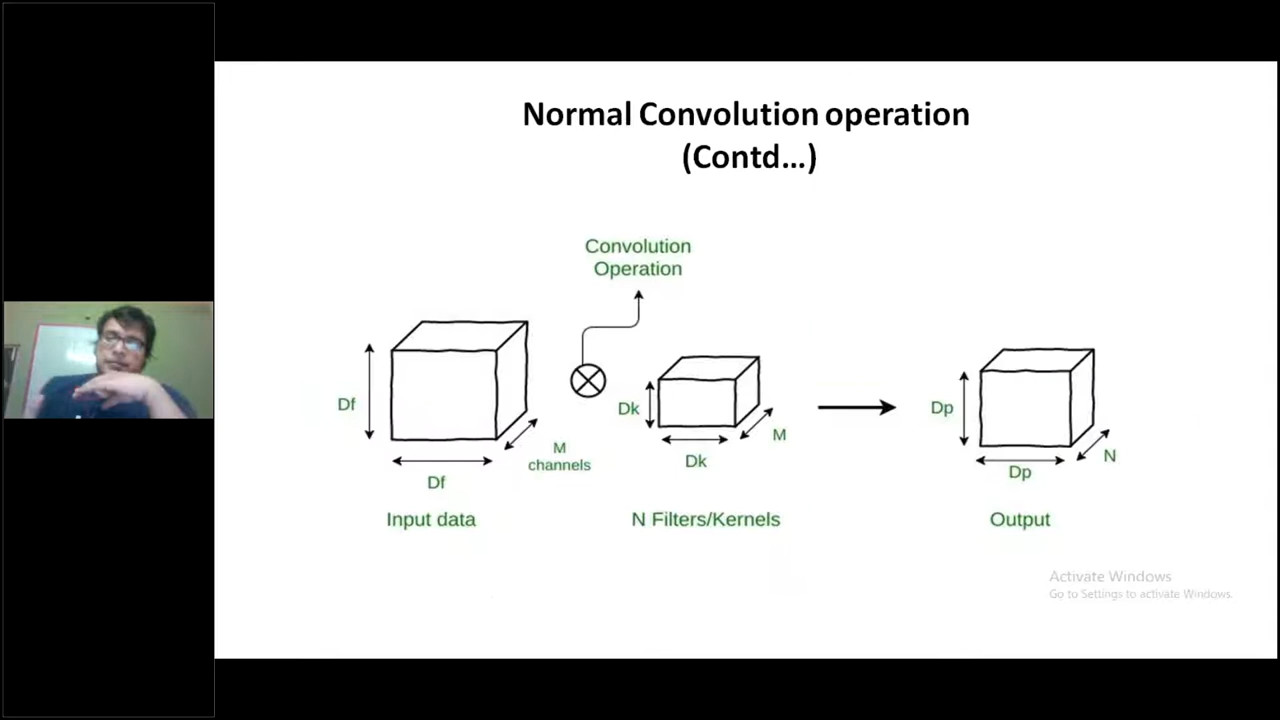 Normal Convolution operation
(Contd...)
Convolution
Operation
Df
Df
M
channels
Input data
Dk
Dk
M
N Filters/Kernels
Dp
Dp
N
Output
Activate Windows
Go to Settings to activate Windows.